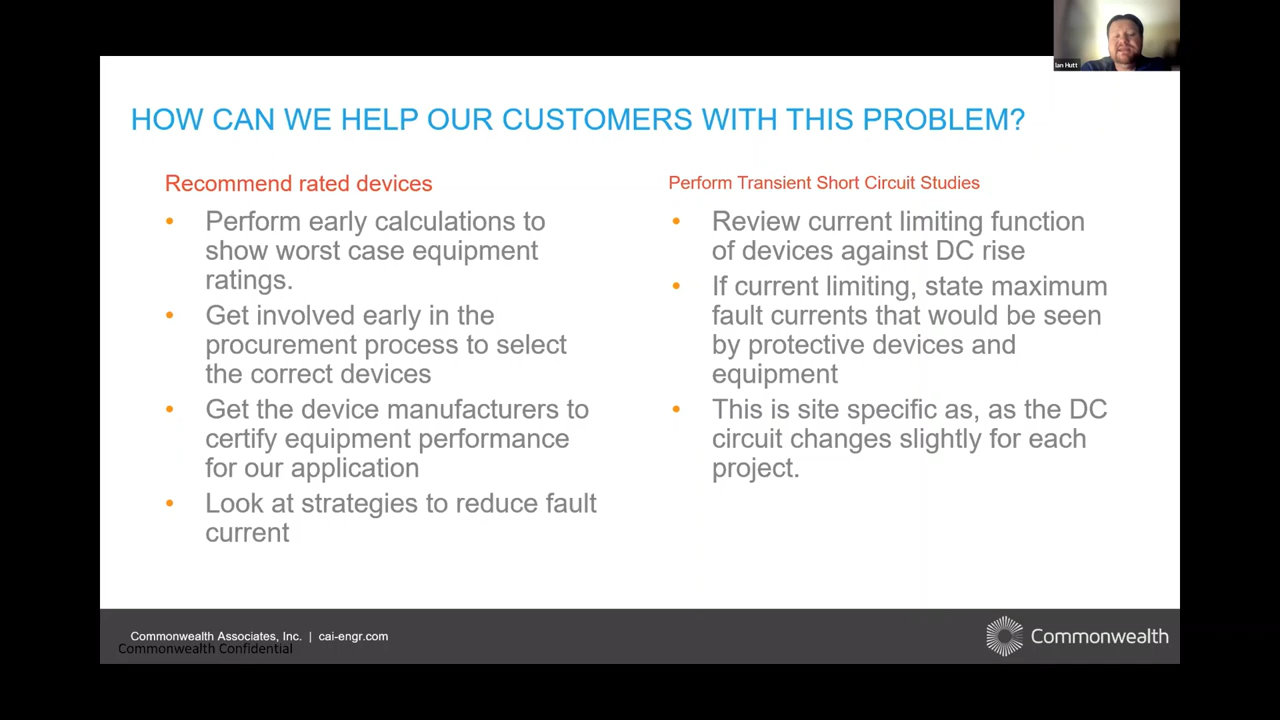 Ian Hutt
HOW CAN WE HELP OUR CUSTOMERS WITH THIS PROBLEM?
Recommend rated devices
• Perform early calculations to
show worst case equipment
ratings.
• Get involved early in the
procurement process to select
the correct devices
• Get the device manufacturers to
certify equipment performance
for our application
• Look at strategies to reduce fault
current
Perform Transient Short Circuit Studies
• Review current limiting function
of devices against DC rise
• If current limiting, state maximum
fault currents that would be seen
by protective devices and
equipment
• This is site specific as, as the DC
circuit changes slightly for each
project.
Commonwealth Associates, Inc. | cai-engr.com
Commonwealth Confidential
Commonwealth